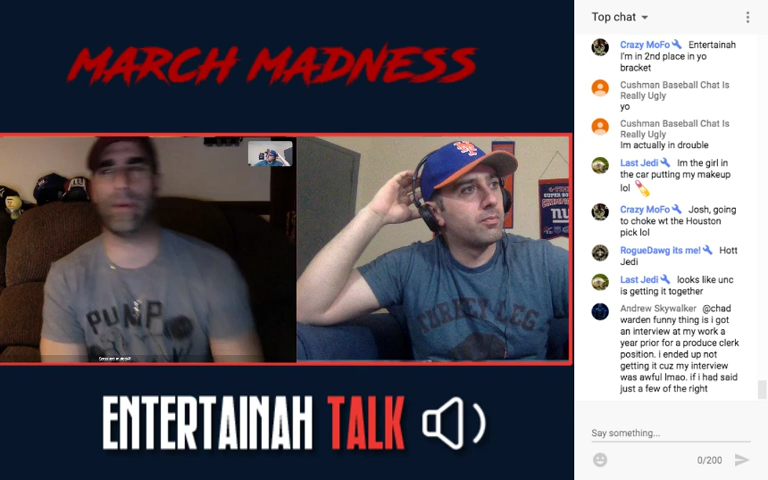 MARCH MADNESS
PUMP
TURKEY LEG
NU
ENTERTAINAH TALK
Top chat
Crazy MoFo Entertainah
I'm in 2nd place in yo
bracket
Cushman Baseball Chat Is
Really Ugly
yo
Cushman Baseball Chat Is
Really Ugly
Im actually in drouble
Last Jedi Im the girl in
the car putting my makeup
lol
Crazy MoFo Josh, going
to choke wt the Houston
pick lol
RogueDawg its me! Hott
Jedi
Last Jedi looks like unc
is getting it together
Andrew Skywalker @chad
warden funny thing is i got
an interview at my work a
year prior for a produce clerk
position. i ended up not
getting it cuz my interview
was awful lmao. if i had said
just a few of the right
Say something...
0/200